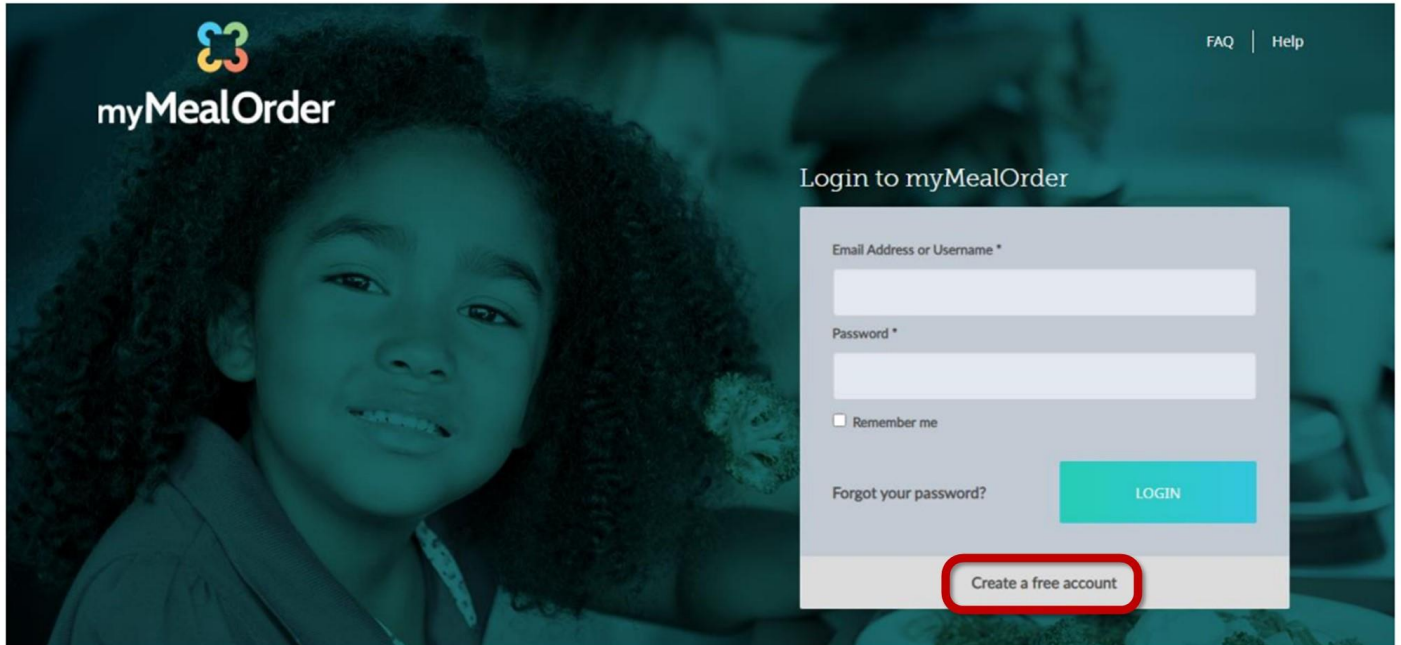 FAQ | Help
myMealOrder
Login to myMealOrder
Email Address or Username *
Password *
Remember me
Forgot your password?
LOGIN
Create a free account